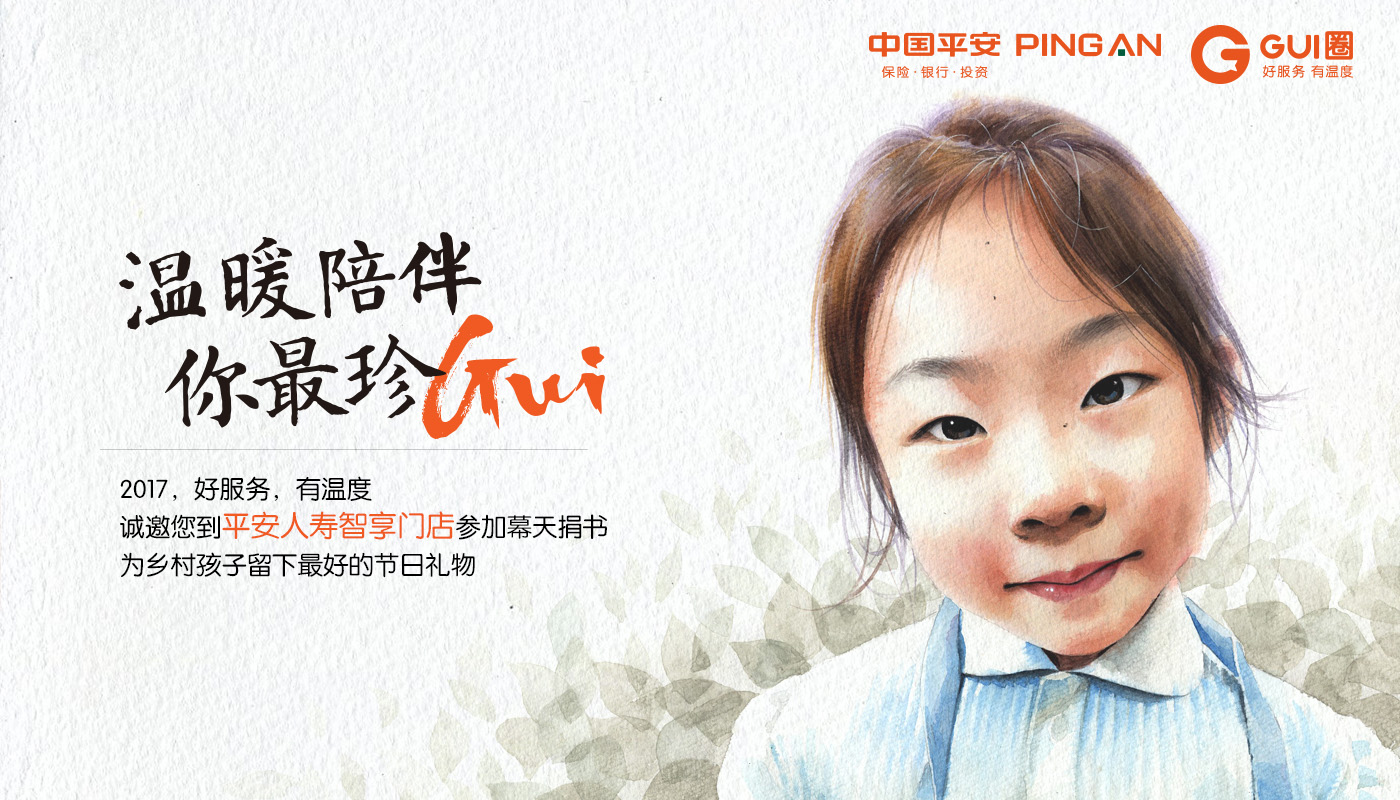 中国平安 PING AN
保险·银行·投资
GUI圈
好服务 有温度
温暖陪伴
你最珍Gui
2017，好服务，有温度
诚邀您到平安人寿智享门店参加幕天捐书
为乡村孩子留下最好的节日礼物